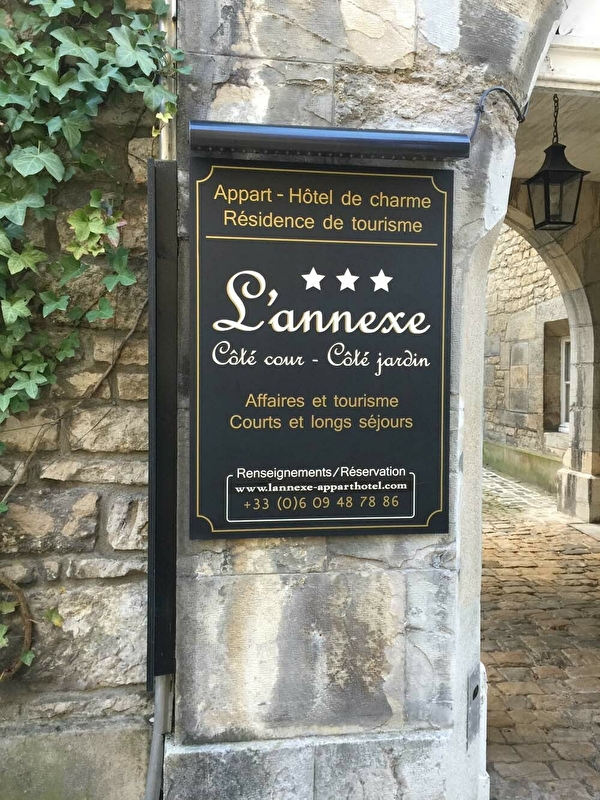 Appart - Hôtel de charme
Résidence de tourisme
L'annexe
Côté cour - Côté jardin
Affaires et tourisme
Courts et longs séjours
Renseignements/Réservation
www.lannexe-apparthotel.com
+33 (0)6 09 48 78 86